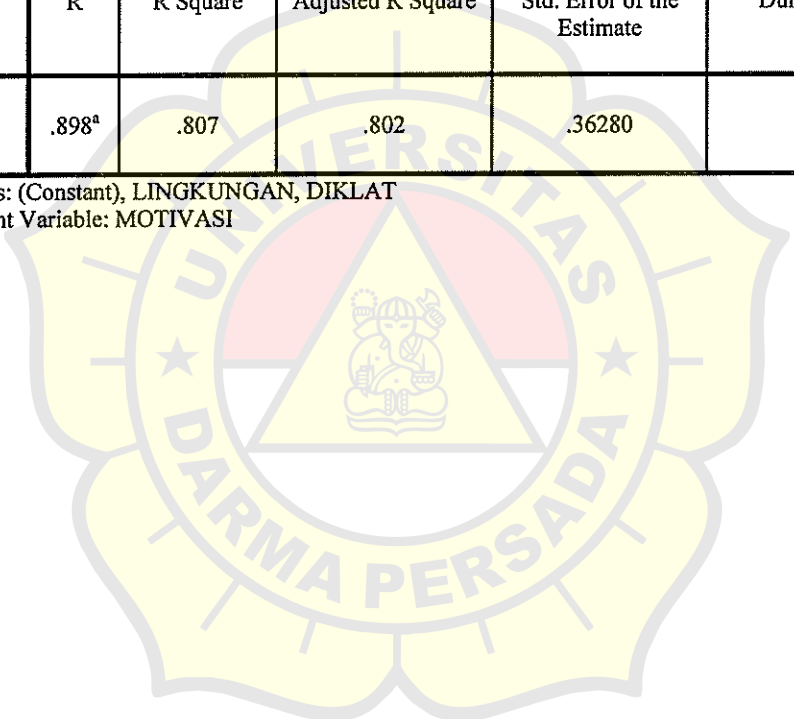 R R Square Adjusted R Square Std. Error of the Estimate
.898ᵃ .807 .802 .36280
s: (Constant), LINGKUNGAN, DIKLAT
nt Variable: MOTIVASI
UNIVERSITAS
DARMA PERSADA